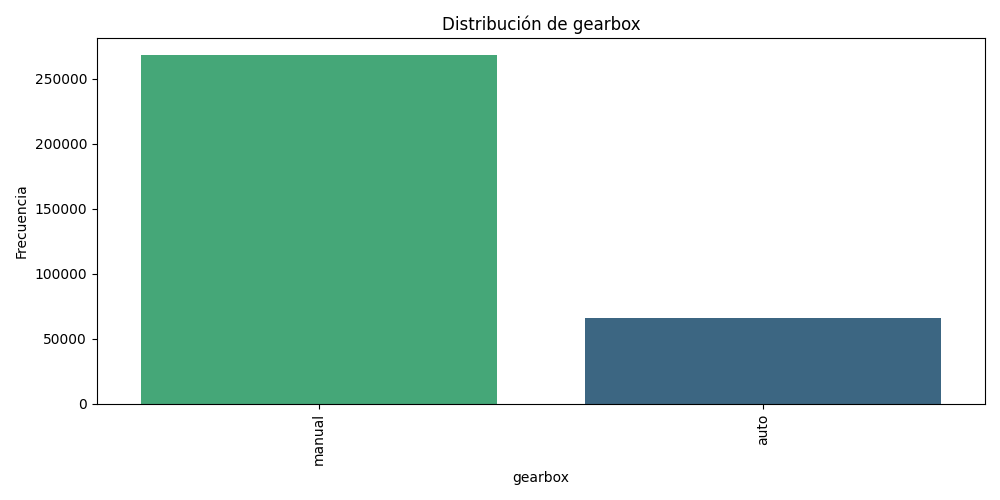 Distribución de gearbox
Frecuencia
250000
200000
150000
100000
50000
0
manual
auto
gearbox